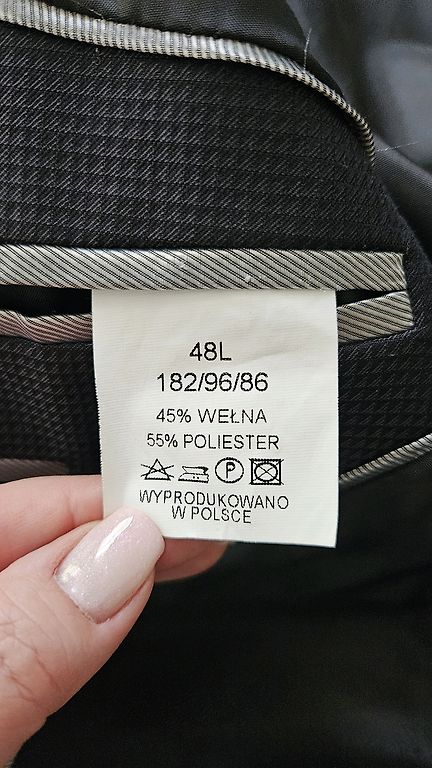 48L
182/96/86
45% WEŁNA
55% POLIESTER
P
WYPRODUKOWANO
W POLSCE